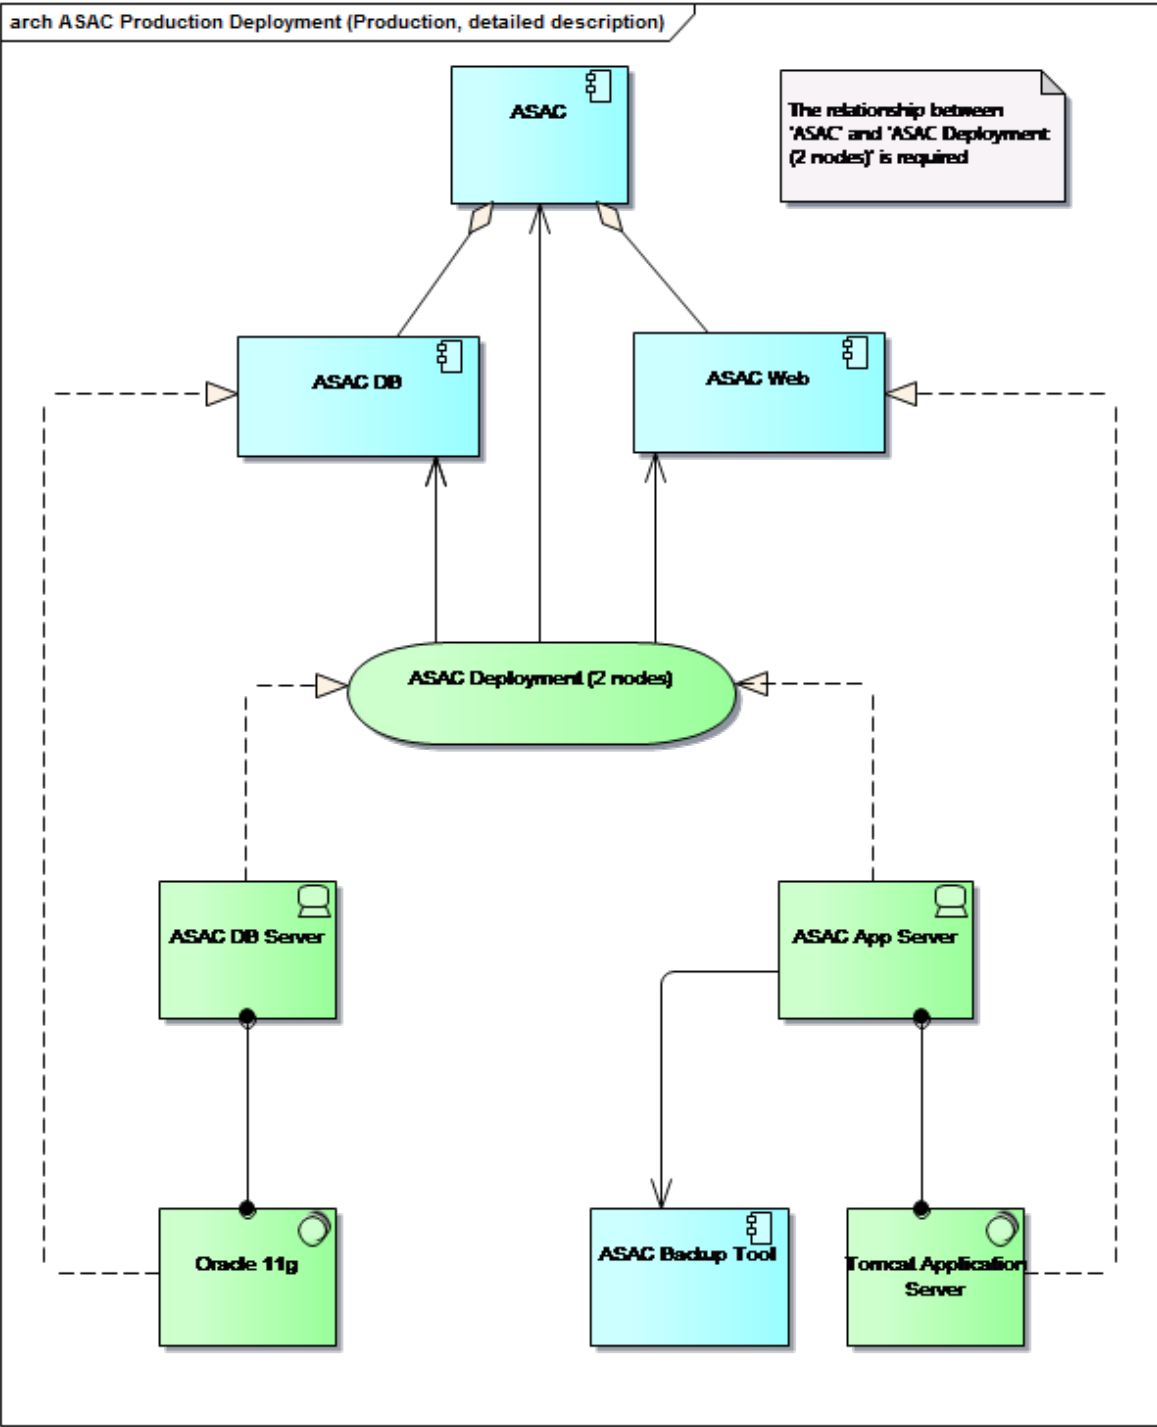 arch ASAC Production Deployment (Production, detailed description)
ASAC
The relationship between
'ASAC' and 'ASAC Deployment
(2 nodes)' is required
ASAC DB
ASAC Web
ASAC Deployment (2 nodes)
ASAC DB Server
ASAC App Server
Oracle 11g
ASAC Backup Tool
Tomcat Application
Server